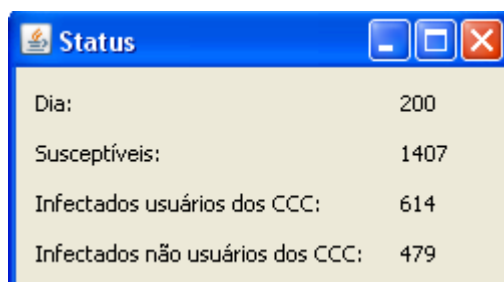 Status
Dia: 200
Susceptíveis: 1407
Infectados usuários dos CCC: 614
Infectados não usuários dos CCC: 479